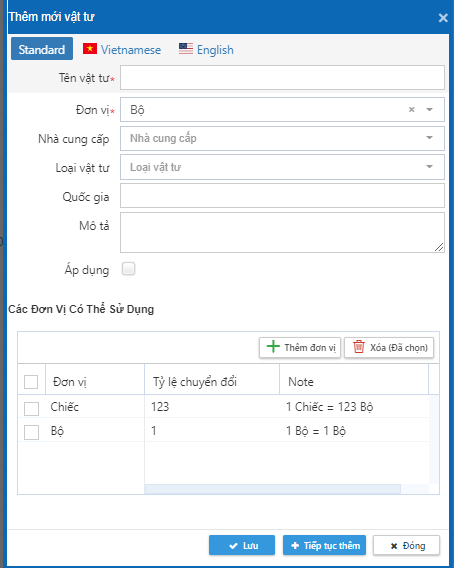 Thêm mới vật tư
Standard Vietnamese English
Tên vật tư*
Đơn vị* Bộ
Nhà cung cấp Nhà cung cấp
Loại vật tư Loại vật tư
Quốc gia
Mô tả
Áp dụng
Các Đơn Vị Có Thể Sử Dụng
Thêm đơn vị Xóa (Đã chọn)
Đơn vị Tỷ lệ chuyển đổi Note
Chiếc 123 1 Chiếc = 123 Bộ
Bộ 1 1 Bộ = 1 Bộ
Lưu Tiếp tục thêm Đóng